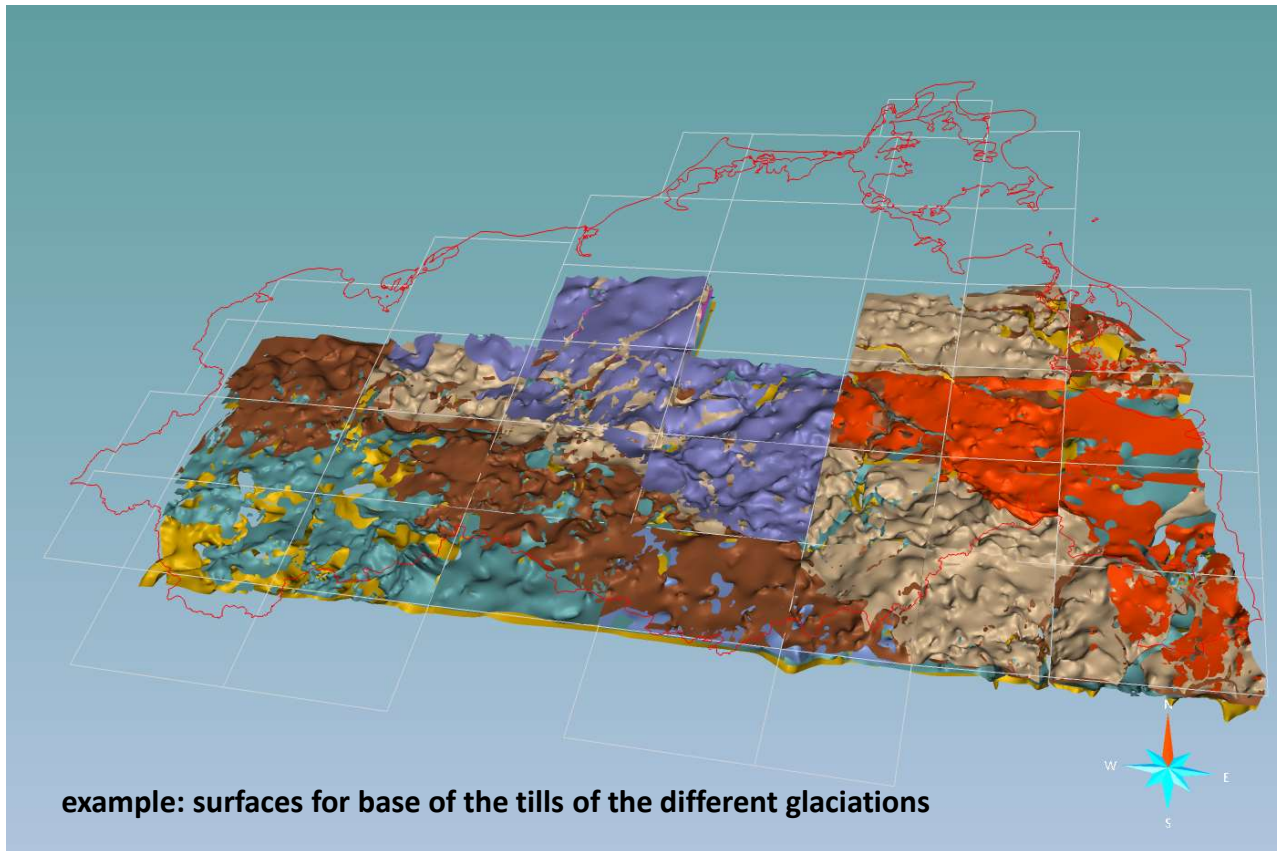 N
W
E
S
example: surfaces for base of the tills of the different glaciations